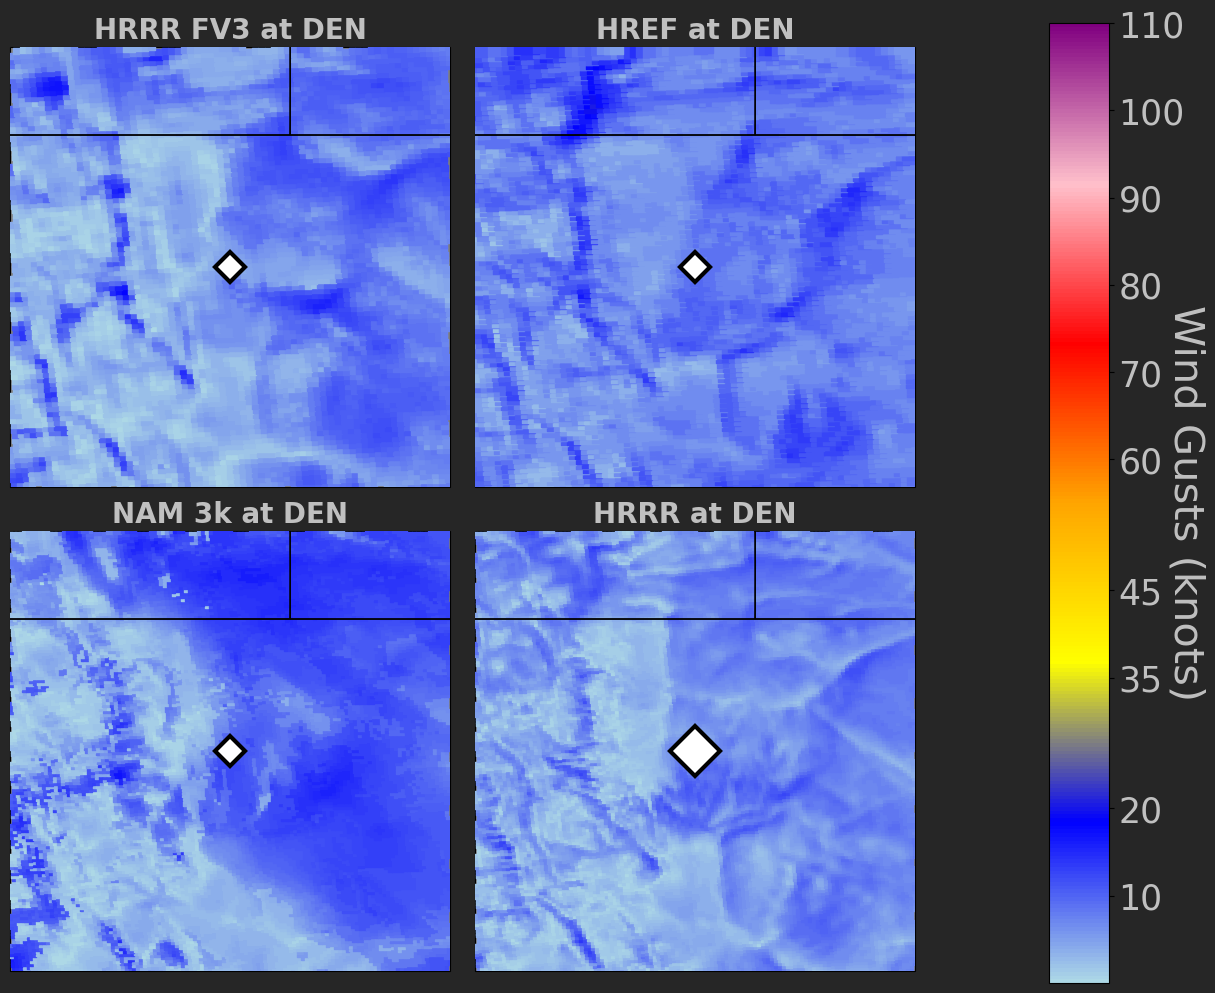 HRRR FV3 at DEN
HREF at DEN
NAM 3k at DEN
HRRR at DEN
110
100
90
80
70
60
45
35
20
10
Wind Gusts (knots)